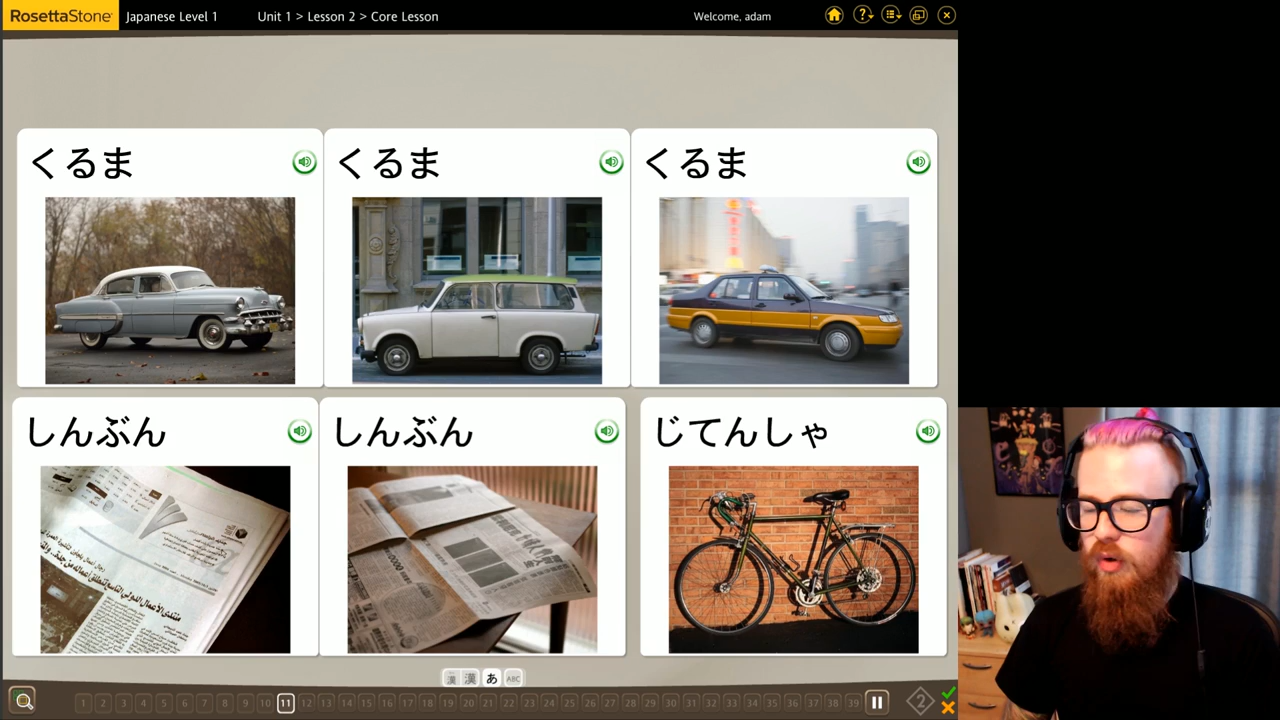 RosettaStone
Japanese Level 1
Unit 1 > Lesson 2 > Core Lesson
Welcome, adam
くるま
くるま
くるま
しんぶん
しんぶん
じてんしゃ
漢 漢 あ ABC
1 2 3 4 5 6 7 8 9 10 11 12 13 14 15 16 17 18 19 20 21 22 23 24 25 26 27 28 29 30 31 32 33 34 35 36 37 38 39
2